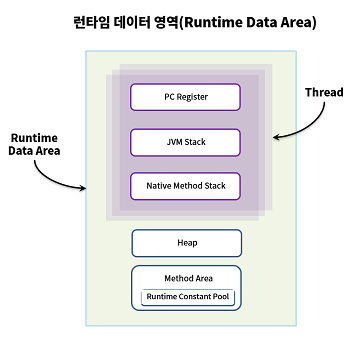 런타임 데이터 영역(Runtime Data Area)
PC Register
Thread
JVM Stack
Runtime
Data Area
Native Method Stack
Heap
Method Area
Runtime Constant Pool